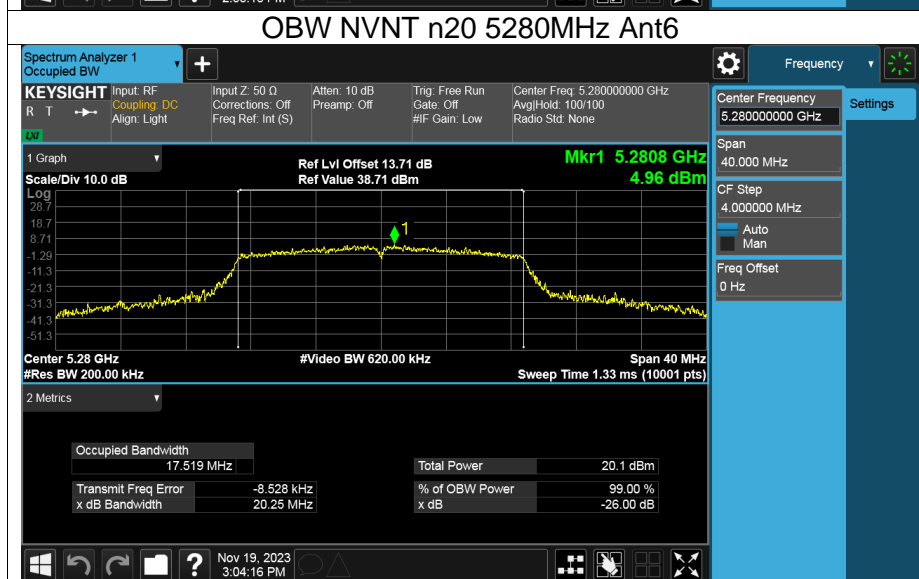 OBW NVNT n20 5280MHz Ant6
Spectrum Analyzer 1
Occupied BW
+
Frequency
KEYSIGHT
R T
LXI
Input: RF
Coupling: DC
Align: Light
Input Z: 50 Ω
Corrections: Off
Freq Ref: Int (S)
Atten: 10 dB
Preamp: Off
Trig: Free Run
Gate: Off
#IF Gain: Low
Center Freq: 5.280000000 GHz
Avg|Hold: 100/100
Radio Std: None
Center Frequency
5.280000000 GHz
Settings
Span
40.000 MHz
CF Step
4.000000 MHz
Auto
Man
Freq Offset
0 Hz
1 Graph
Scale/Div 10.0 dB
Ref Lvl Offset 13.71 dB
Ref Value 38.71 dBm
Mkr1 5.2808 GHz
4.96 dBm
Log
28.7
18.7
8.71
-1.29
-11.3
-21.3
-31.3
-41.3
-51.3
1
Center 5.28 GHz
#Res BW 200.00 kHz
#Video BW 620.00 kHz
Span 40 MHz
Sweep Time 1.33 ms (10001 pts)
2 Metrics
Occupied Bandwidth
17.519 MHz
Total Power 20.1 dBm
Transmit Freq Error -8.528 kHz
% of OBW Power 99.00 %
x dB Bandwidth 20.25 MHz
x dB -26.00 dB
?
Nov 19, 2023
3:04:16 PM